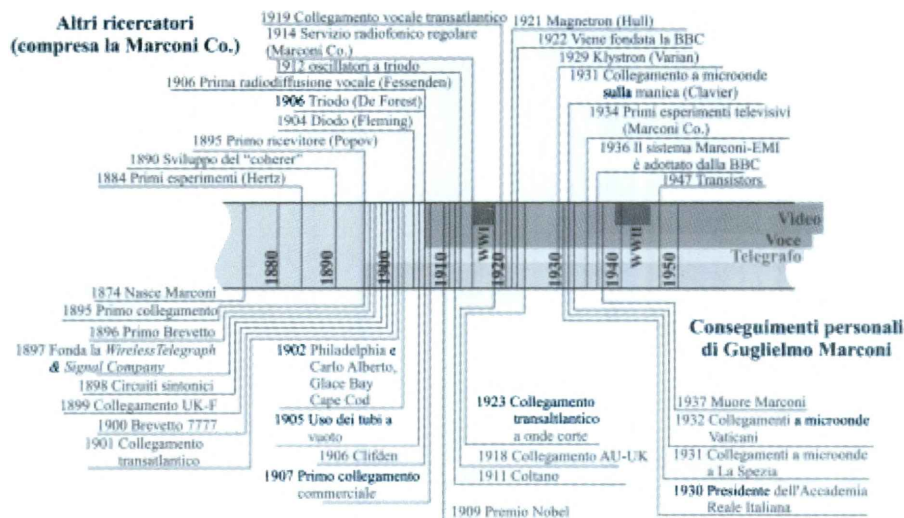 Altri ricercatori
(compresa la Marconi Co.)
1919 Collegamento vocale transatlantico
1914 Servizio radiofonico regolare
(Marconi Co.)
1912 oscillatori a triodo
1906 Prima radiodiffusione vocale (Fessenden)
1906 Triodo (De Forest)
1904 Diodo (Fleming)
1895 Primo ricevitore (Popov)
1890 Sviluppo del "coherer"
1884 Primi esperimenti (Hertz)
1921 Magnetron (Hull)
1922 Viene fondata la BBC
1929 Klystron (Varian)
1931 Collegamento a microonde
sulla manica (Clavier)
1934 Primi esperimenti televisivi
(Marconi Co.)
1936 Il sistema Marconi-EMI
è adottato dalla BBC
1947 Transistors
Video
Voce
Telegrafo
WWI
WWII
1880
1890
1900
1910
1920
1930
1940
1950
1874 Nasce Marconi
1895 Primo collegamento
1896 Primo Brevetto
1897 Fonda la Wireless Telegraph
& Signal Company
1898 Circuiti sintonici
1899 Collegamento UK-F
1900 Brevetto 7777
1901 Collegamento
transatlantico
1902 Philadelphia e
Carlo Alberto,
Glace Bay
Cape Cod
1905 Uso dei tubi a
vuoto
1906 Clifden
1907 Primo collegamento
commerciale
1909 Premio Nobel
1923 Collegamento
transaltlantico
a onde corte
1918 Collegamento AU-UK
1911 Coltano
Conseguimenti personali
di Guglielmo Marconi
1937 Muore Marconi
1932 Collegamenti a microonde
Vaticani
1931 Collegamenti a microonde
a La Spezia
1930 Presidente dell'Accademia
Reale Italiana